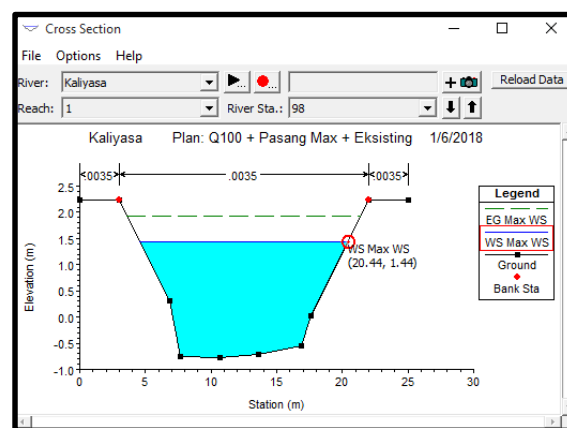 Cross Section
File Options Help
River: Kaliyasa
Reload Data
Reach: 1 River Sta.: 98
Kaliyasa Plan: Q100 + Pasang Max + Eksisting 1/6/2018
.0035 .0035 .0035
Legend
EG Max WS
WS Max WS
Ground
Bank Sta
2.5
2.0
1.5
1.0
0.5
0.0
-0.5
-1.0
Elevation (m)
WS Max WS
(20.44, 1.44)
0 5 10 15 20 25 30
Station (m)